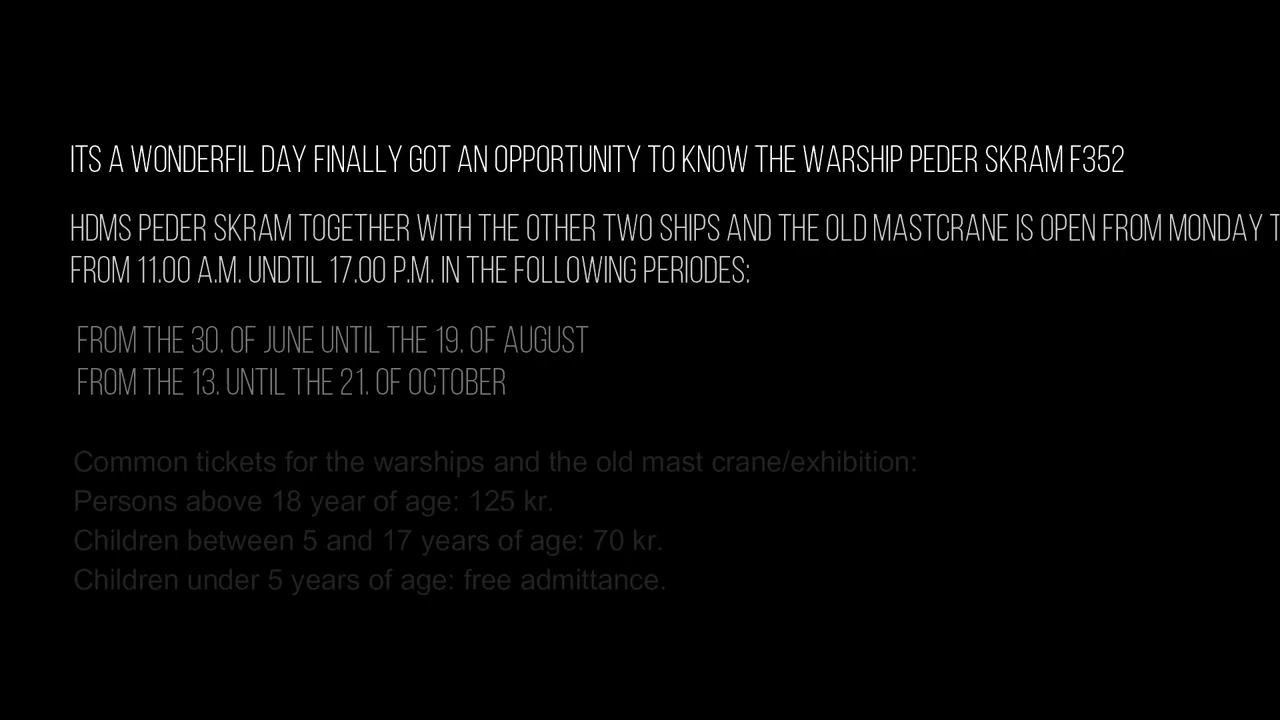 ITS A WONDERFIL DAY FINALLY GOT AN OPPORTUNITY TO KNOW THE WARSHIP PEDER SKRAM F352
HDMS PEDER SKRAM TOGETHER WITH THE OTHER TWO SHIPS AND THE OLD MASTCRANE IS OPEN FROM MONDAY
FROM 11.00 A.M. UNDTIL 17.00 P.M. IN THE FOLLOWING PERIODES:
FROM THE 30. OF JUNE UNTIL THE 19. OF AUGUST
FROM THE 13. UNTIL THE 21. OF OCTOBER
Common tickets for the warships and the old mast crane/exhibition:
Persons above 18 year of age: 125 kr.
Children between 5 and 17 years of age: 70 kr.
Children under 5 years of age: free admittance.